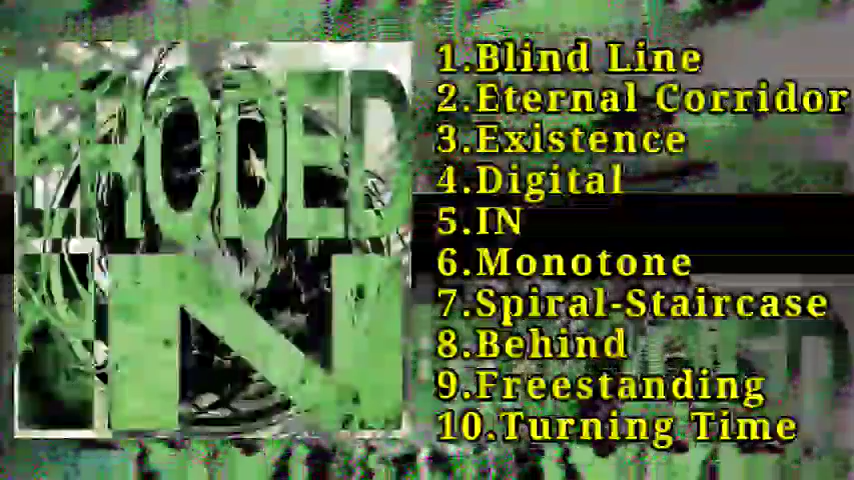 ERODED
IN
1.Blind Line
2.Eternal Corridor
3.Existence
4.Digital
5.IN
6.Monotone
7.Spiral-Staircase
8.Behind
9.Freestanding
10.Turning Time